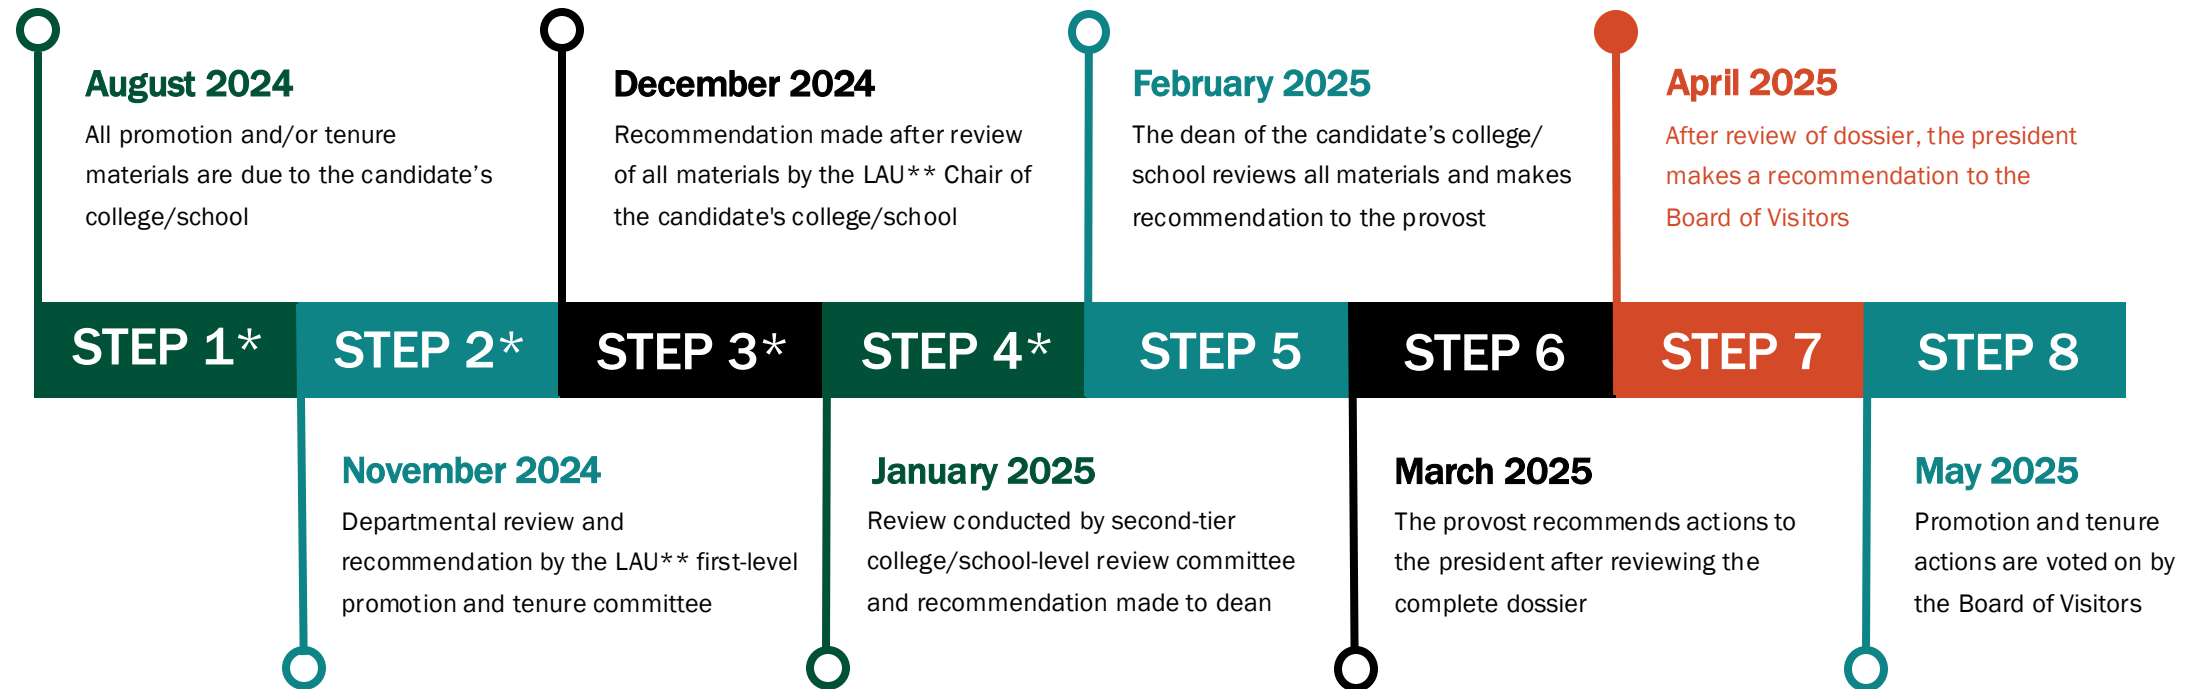 August 2024
All promotion and/or tenure
materials are due to the candidate’s
college/school
December 2024
Recommendation made after review
of all materials by the LAU** Chair of
the candidate's college/school
February 2025
The dean of the candidate’s college/
school reviews all materials and makes
recommendation to the provost
April 2025
After review of dossier, the president
makes a recommendation to the
Board of Visitors
STEP 1*
STEP 2*
STEP 3*
STEP 4*
STEP 5
STEP 6
STEP 7
STEP 8
November 2024
Departmental review and
recommendation by the LAU** first-level
promotion and tenure committee
January 2025
Review conducted by second-tier
college/school-level review committee
and recommendation made to dean
March 2025
The provost recommends actions to
the president after reviewing the
complete dossier
May 2025
Promotion and tenure
actions are voted on by
the Board of Visitors